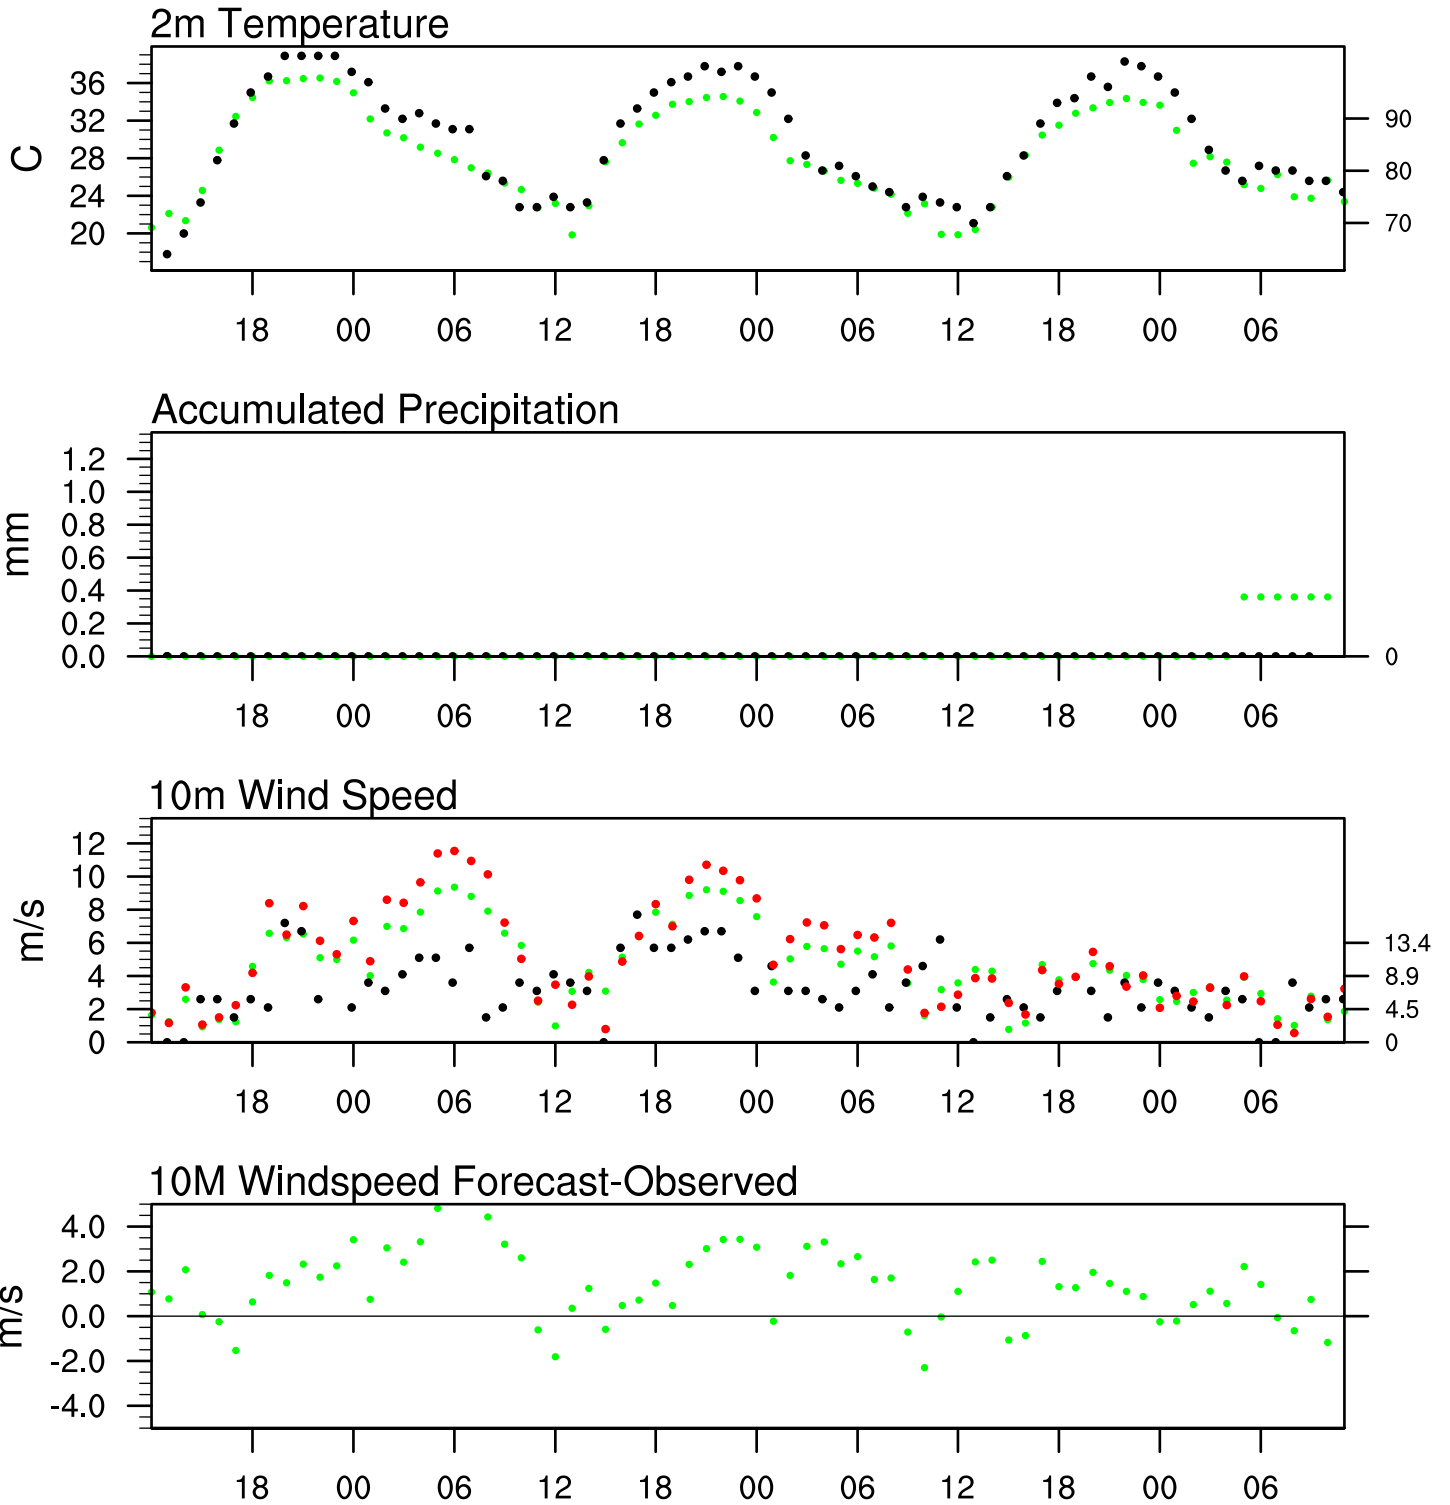 2m Temperature
36
32
28
24
20
C
90
80
70
18 00 06 12 18 00 06 12 18 00 06
Accumulated Precipitation
1.2
1.0
0.8
0.6
0.4
0.2
0.0
mm
0
18 00 06 12 18 00 06 12 18 00 06
10m Wind Speed
12
10
8
6
4
2
0
m/s
13.4
8.9
4.5
0
18 00 06 12 18 00 06 12 18 00 06
10M Windspeed Forecast-Observed
4.0
2.0
0.0
-2.0
-4.0
m/s
18 00 06 12 18 00 06 12 18 00 06